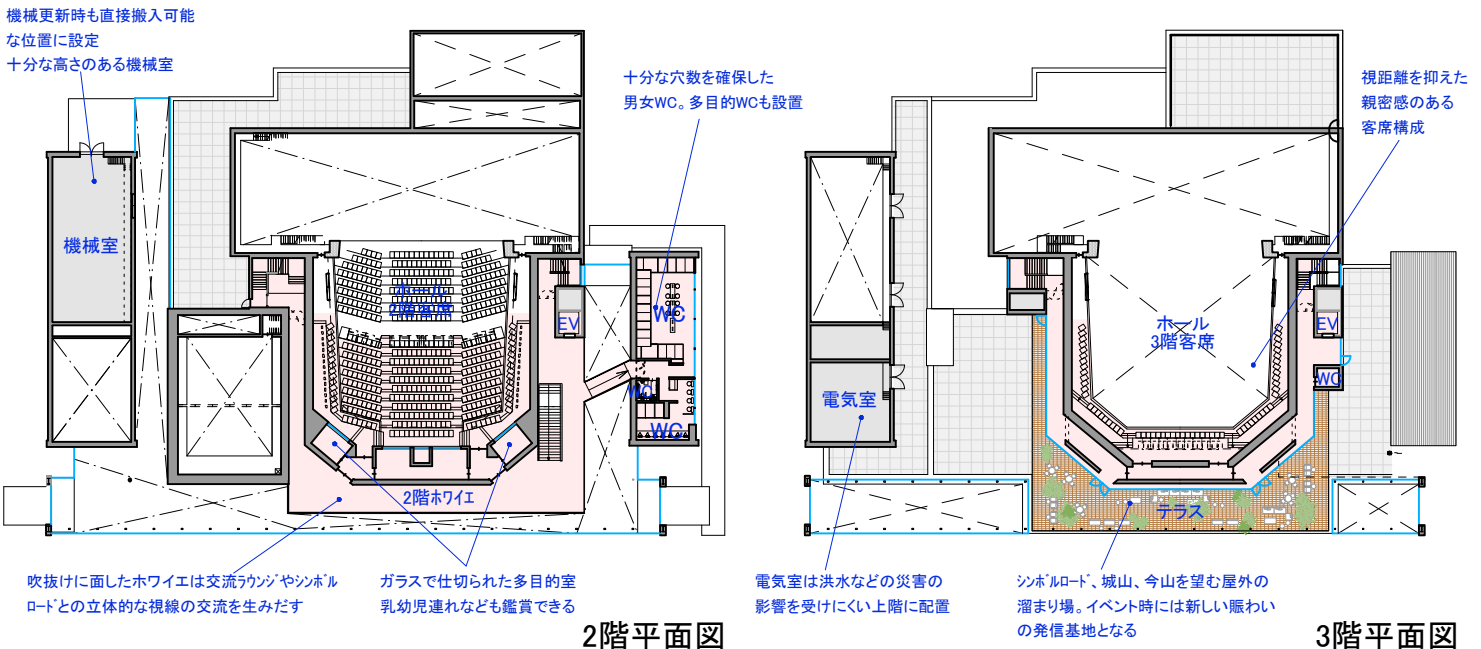 機械更新時も直接搬入可能
な位置に設定
十分な高さのある機械室
十分な穴数を確保した
男女WC。多目的WCも設置
機械室
ホール
2階客席
EV
WC
WC
WC
2階ホワイエ
吹抜けに面したホワイエは交流ラウンジやシンボル
ロードとの立体的な視線の交流を生みだす
ガラスで仕切られた多目的室
乳幼児連れなども鑑賞できる
2階平面図
視距離を抑えた
親密感のある
客席構成
ホール
3階客席
EV
WC
電気室
テラス
電気室は洪水などの災害の
影響を受けにくい上階に配置
シンボルロード、城山、今山を望む屋外の
溜まり場。イベント時には新しい賑わい
の発信基地となる
3階平面図